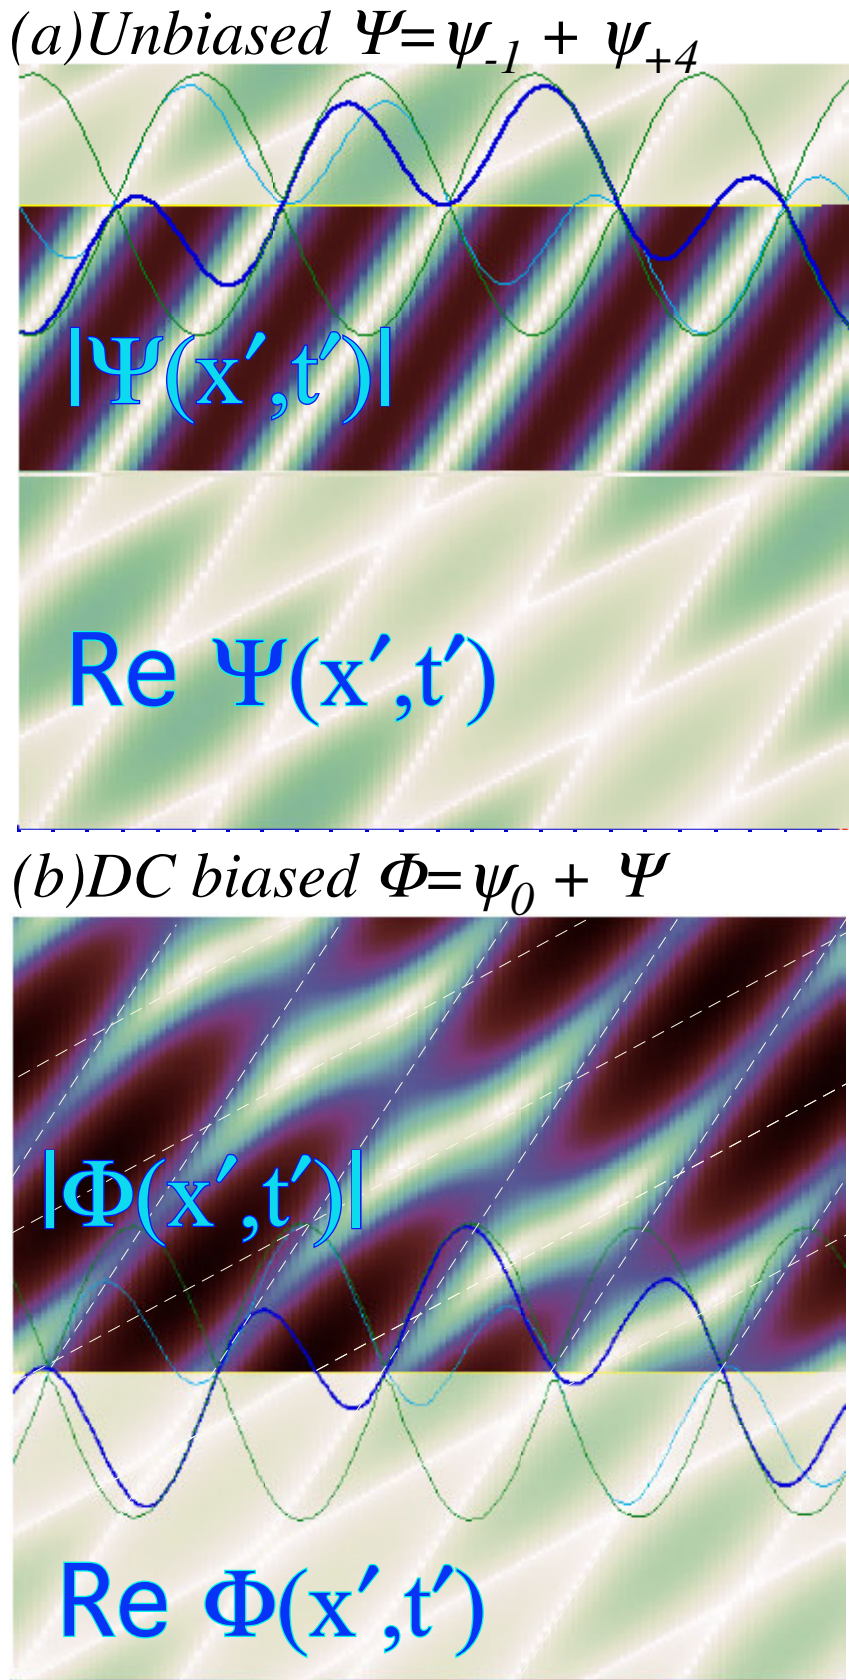 (a)Unbiased Ψ=ψ₋₁ + ψ₊₄
|Ψ(x′,t′)|
Re Ψ(x′,t′)
(b)DC biased Φ=ψ₀ + Ψ
|Φ(x′,t′)|
Re Φ(x′,t′)